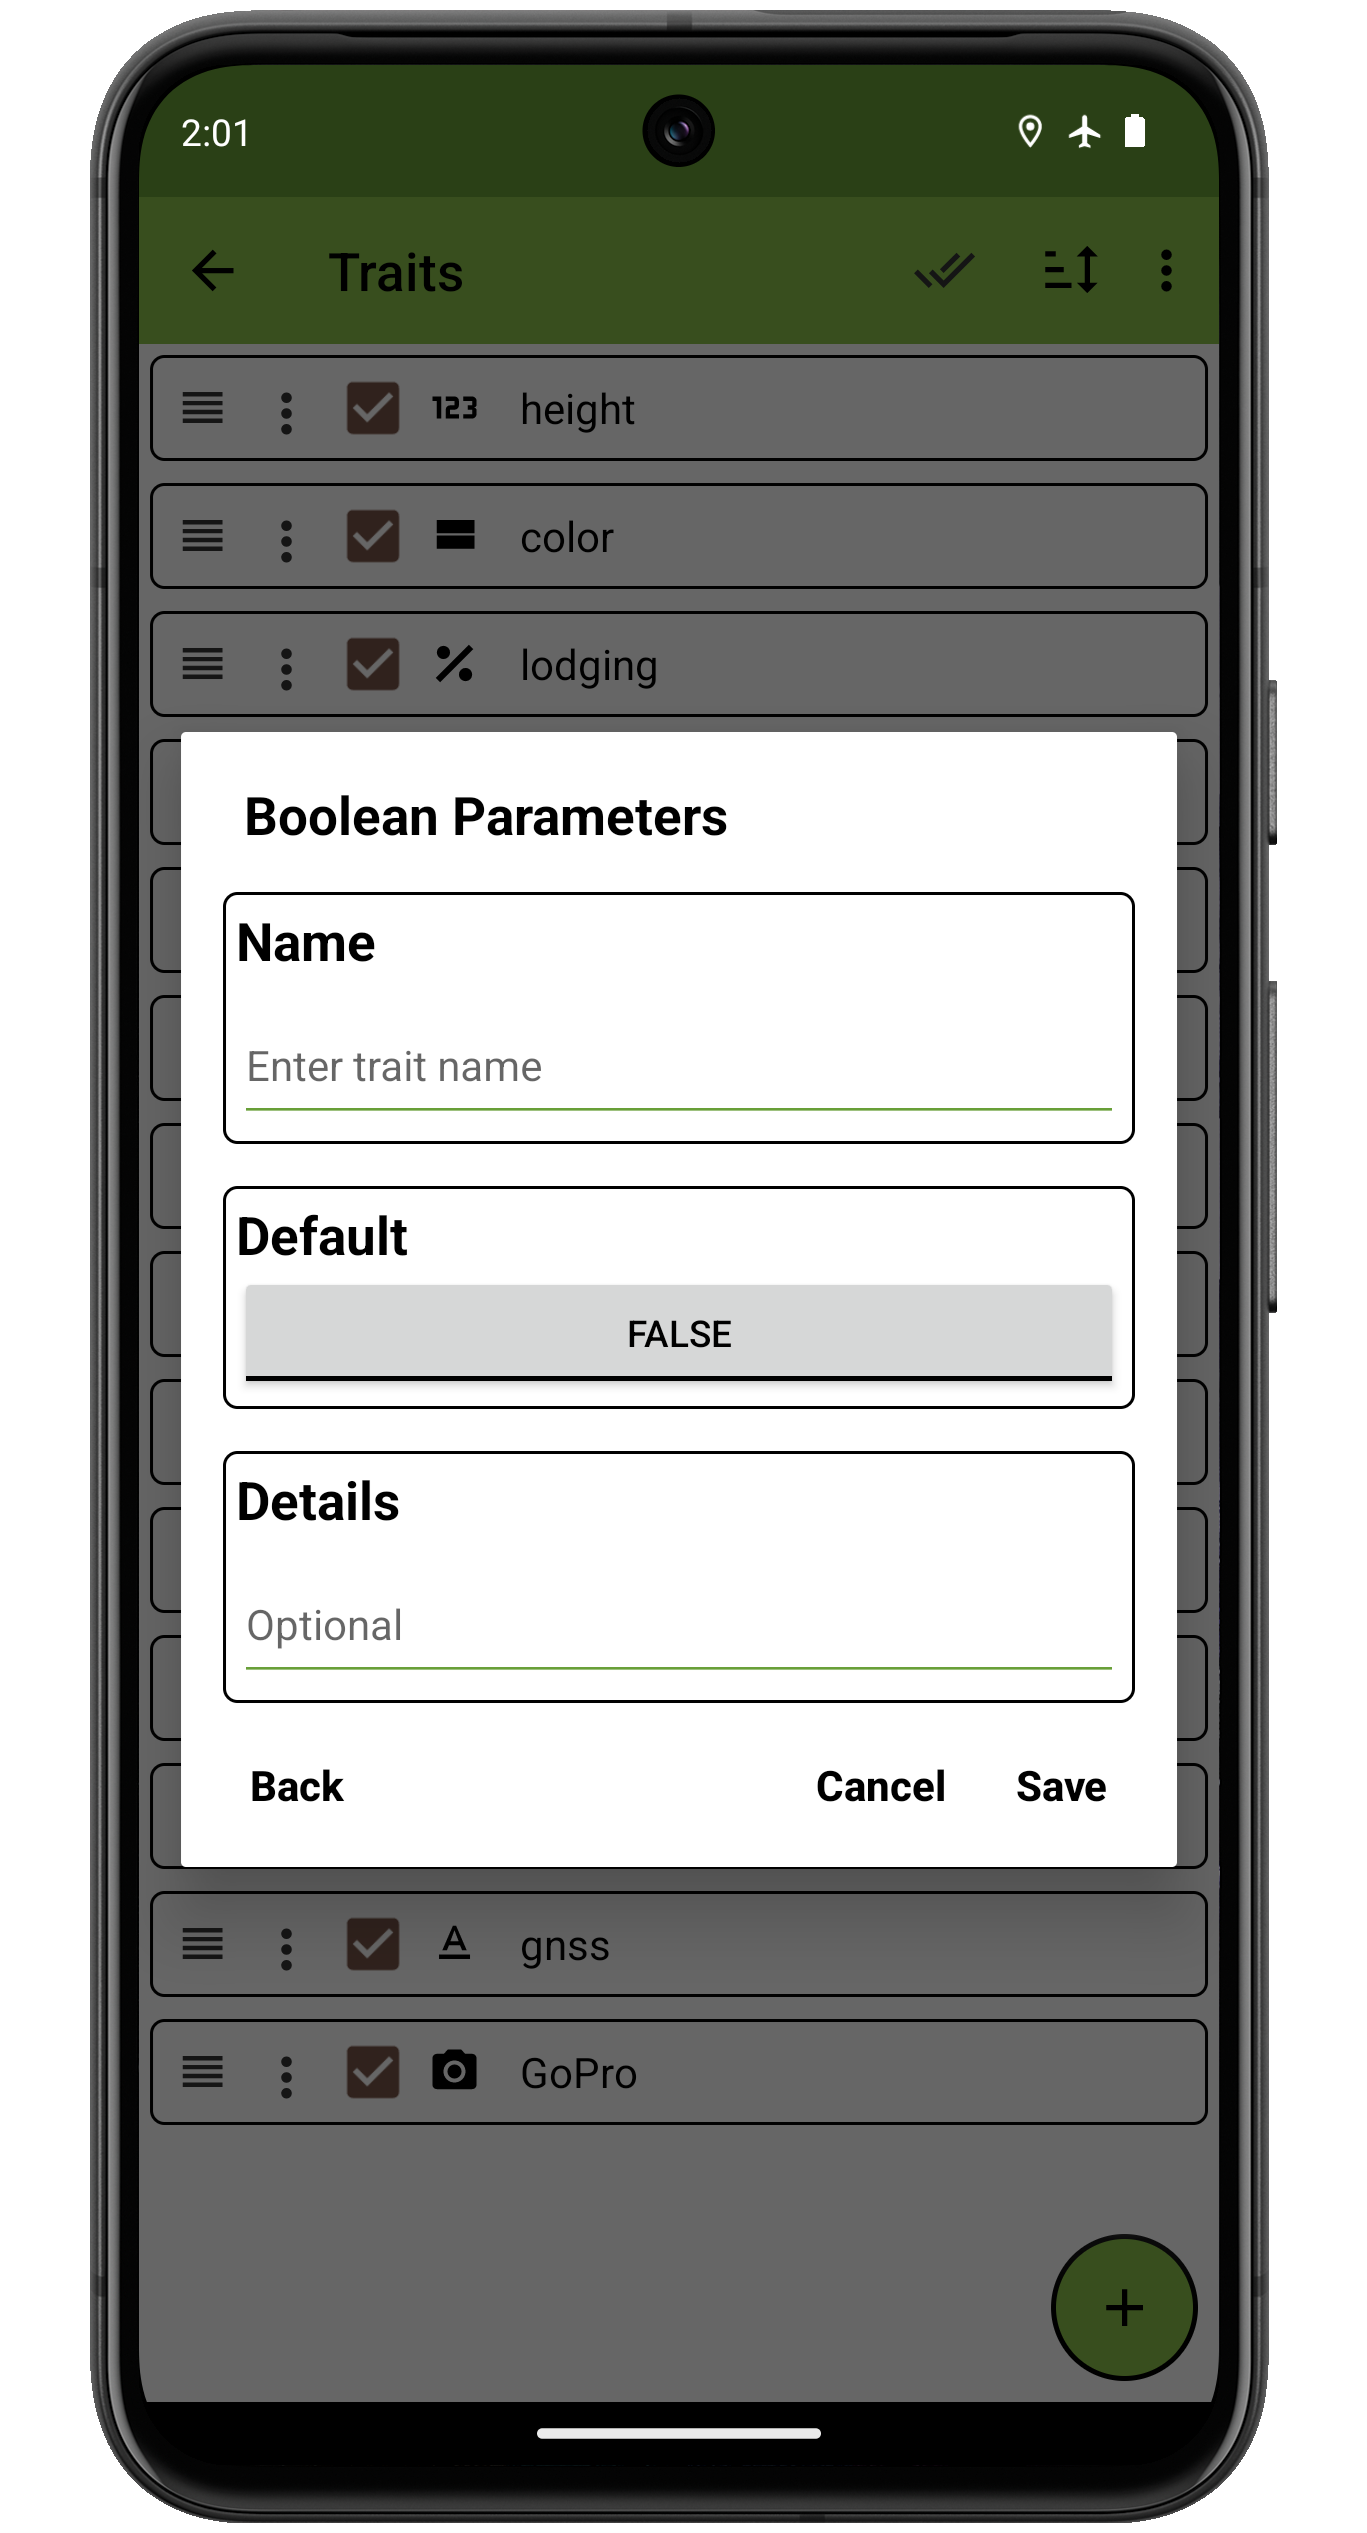 2:01
Traits
123 height
color
lodging
Boolean Parameters
Name
Enter trait name
Default
FALSE
Details
Optional
Back Cancel Save
A gnss
GoPro